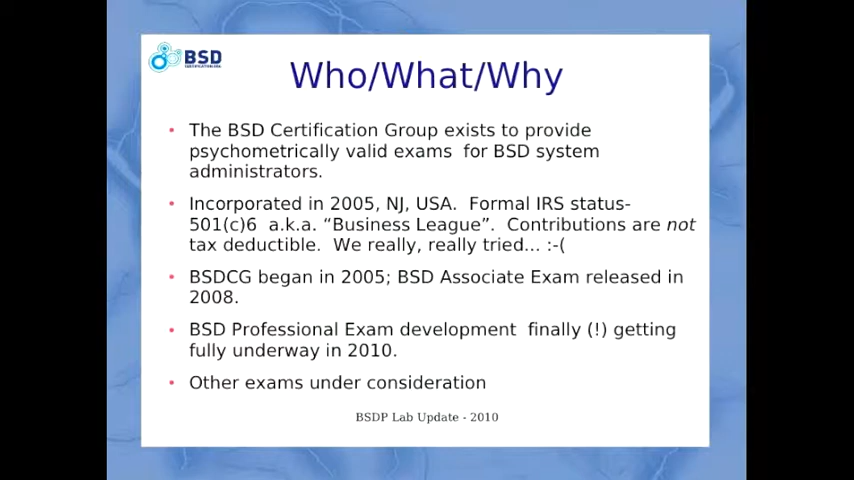 BSD
Who/What/Why
• The BSD Certification Group exists to provide
psychometrically valid exams for BSD system
administrators.
• Incorporated in 2005, NJ, USA. Formal IRS status-
501(c)6 a.k.a. “Business League”. Contributions are not
tax deductible. We really, really tried... :-(
• BSDCG began in 2005; BSD Associate Exam released in
2008.
• BSD Professional Exam development finally (!) getting
fully underway in 2010.
• Other exams under consideration
BSDP Lab Update - 2010